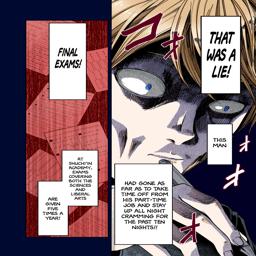 THAT
WAS A
LIE!
THIS
MAN
HAD GONE
AS FAR AS TO TAKE
TIME OFF FROM
HIS PART-TIME
JOB AND STAY
UP ALL NIGHT
CRAMMING FOR
THE PAST TEN
NIGHTS!!
FINAL
EXAMS!
AT
SHUCHI'IN
ACADEMY,
EXAMS
COVERING
BOTH THE
SCIENCES
AND
LIBERAL
ARTS
ARE
GIVEN
FIVE
TIMES
A YEAR!